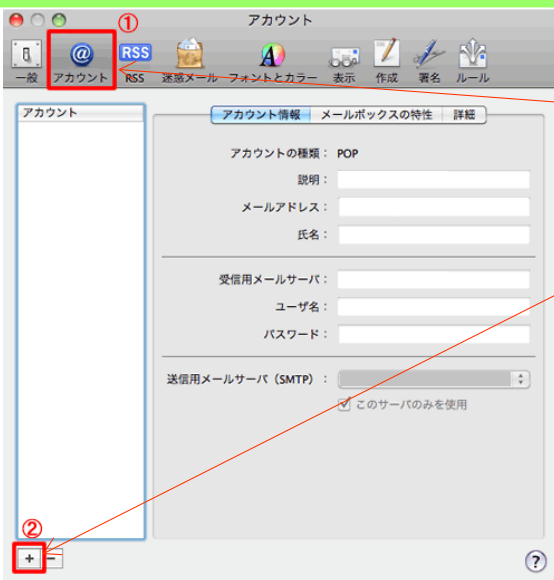 ①
アカウント
一般 アカウント RSS 迷惑メール フォントとカラー 表示 作成 署名 ルール
RSS
アカウント
アカウント情報 メールボックスの特性 詳細
アカウントの種類： POP
説明：
メールアドレス：
氏名：
受信用メールサーバ：
ユーザ名：
パスワード：
送信用メールサーバ（SMTP）：
このサーバのみを使用
②
+ −
?